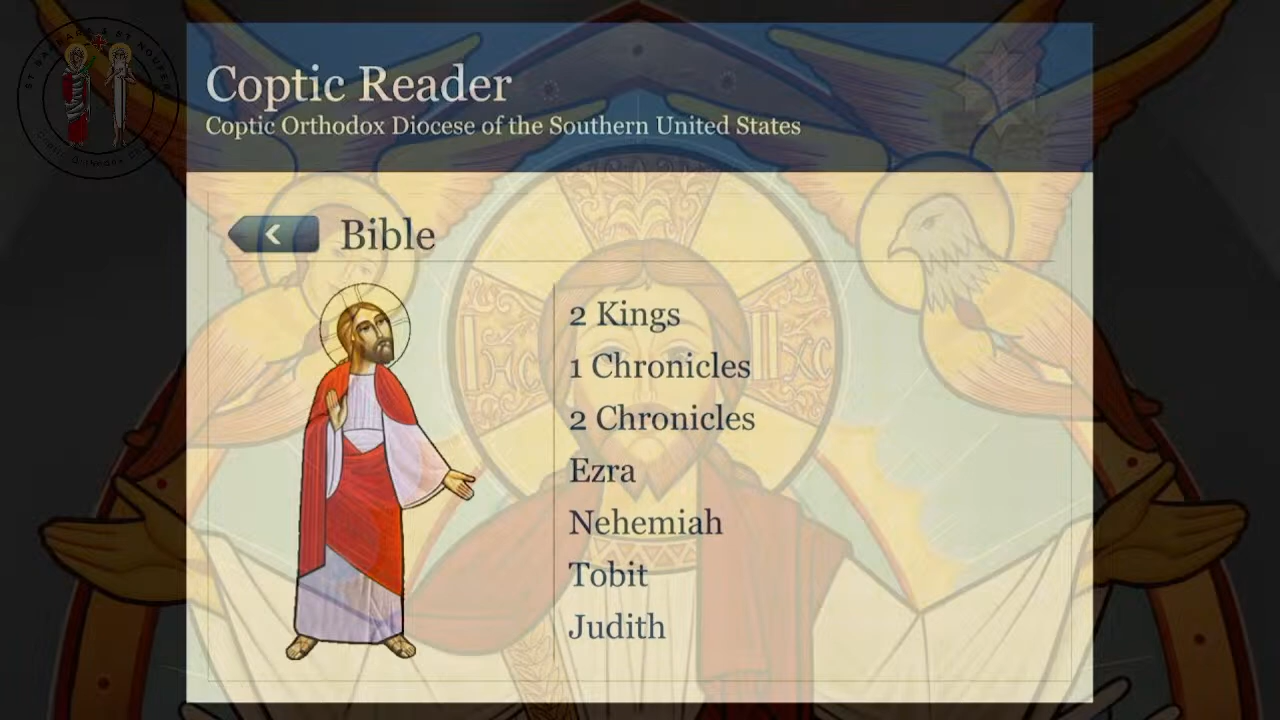 Coptic Reader
Coptic Orthodox Diocese of the Southern United States
Bible
2 Kings
1 Chronicles
2 Chronicles
Ezra
Nehemiah
Tobit
Judith